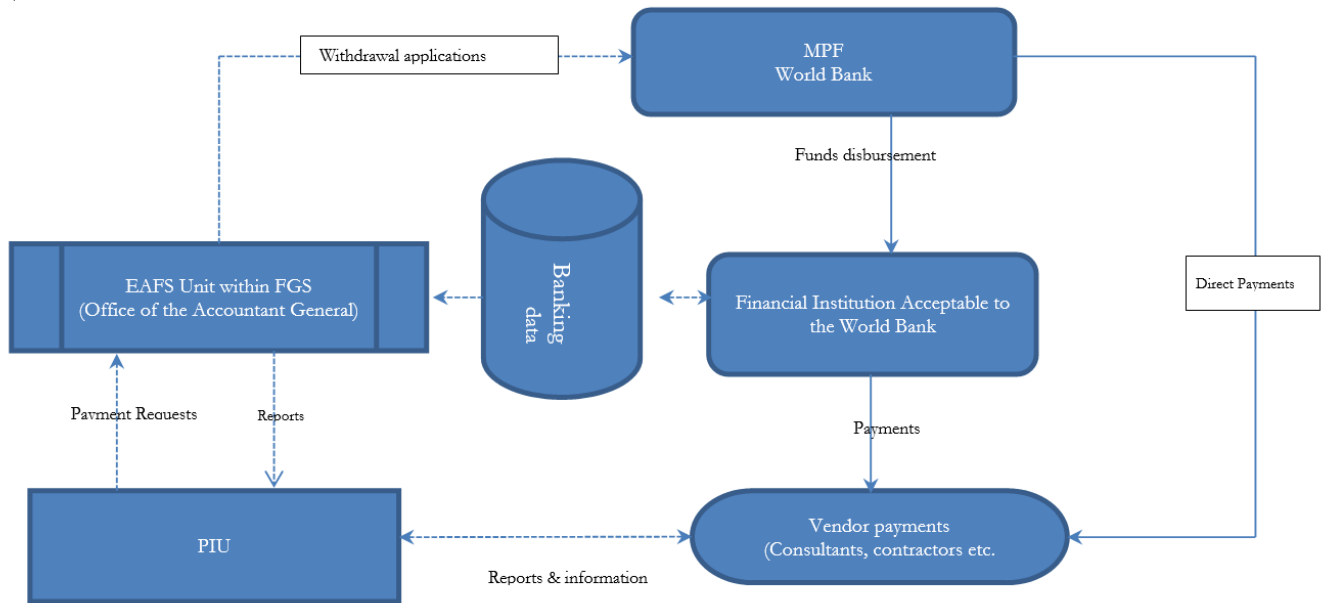 Withdrawal applications
MPF
World Bank
Funds disbursement
EAFS Unit within FGS
(Office of the Accountant General)
Banking
data
Financial Institution Acceptable to
the World Bank
Direct Payments
Payment Requests
Reports
Payments
PIU
Vendor payments
(Consultants, contractors etc.
Reports & information